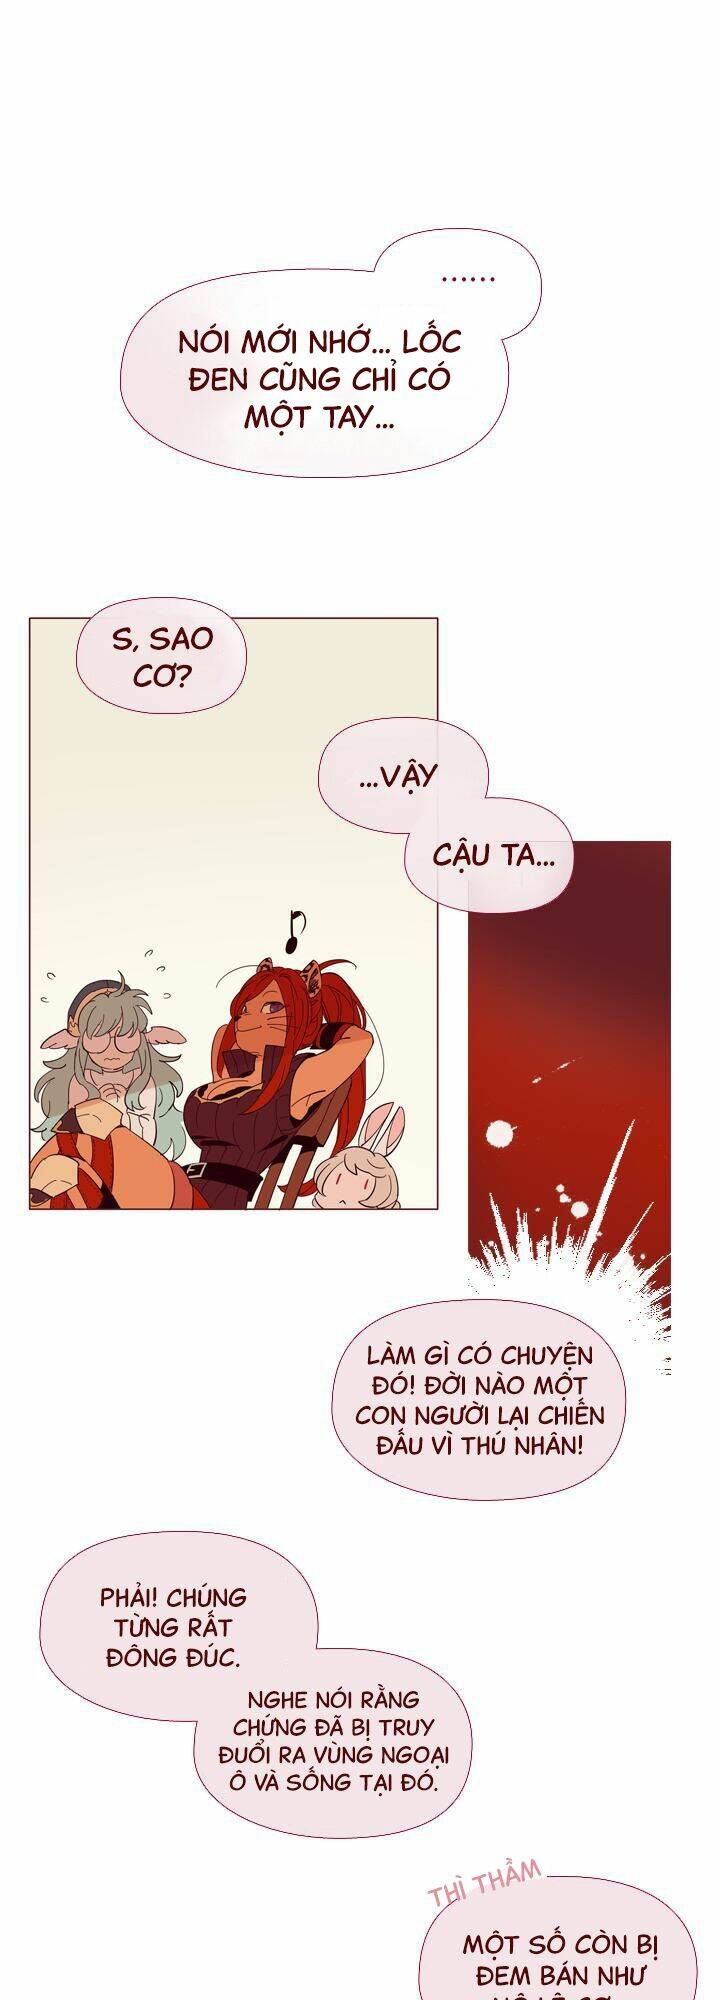 ......
NÓI MỚI NHỚ... LỐC
ĐEN CŨNG CHỈ CÓ
MỘT TAY...
S, SAO
CƠ?
...VẬY
CẬU TA...
LÀM GÌ CÓ CHUYỆN
ĐÓ! ĐỜI NÀO MỘT
CON NGƯỜI LẠI CHIẾN
ĐẤU VÌ THÚ NHÂN!
PHẢI! CHÚNG
TỪNG RẤT
ĐÔNG ĐÚC.
NGHE NÓI RẰNG
CHỨNG ĐÃ BỊ TRUY
ĐUỔI RA VÙNG NGOẠI
Ô VÀ SỐNG TẠI ĐÓ.
THÌ THẦM
MỘT SỐ CÒN BỊ
ĐEM BÁN NHƯ